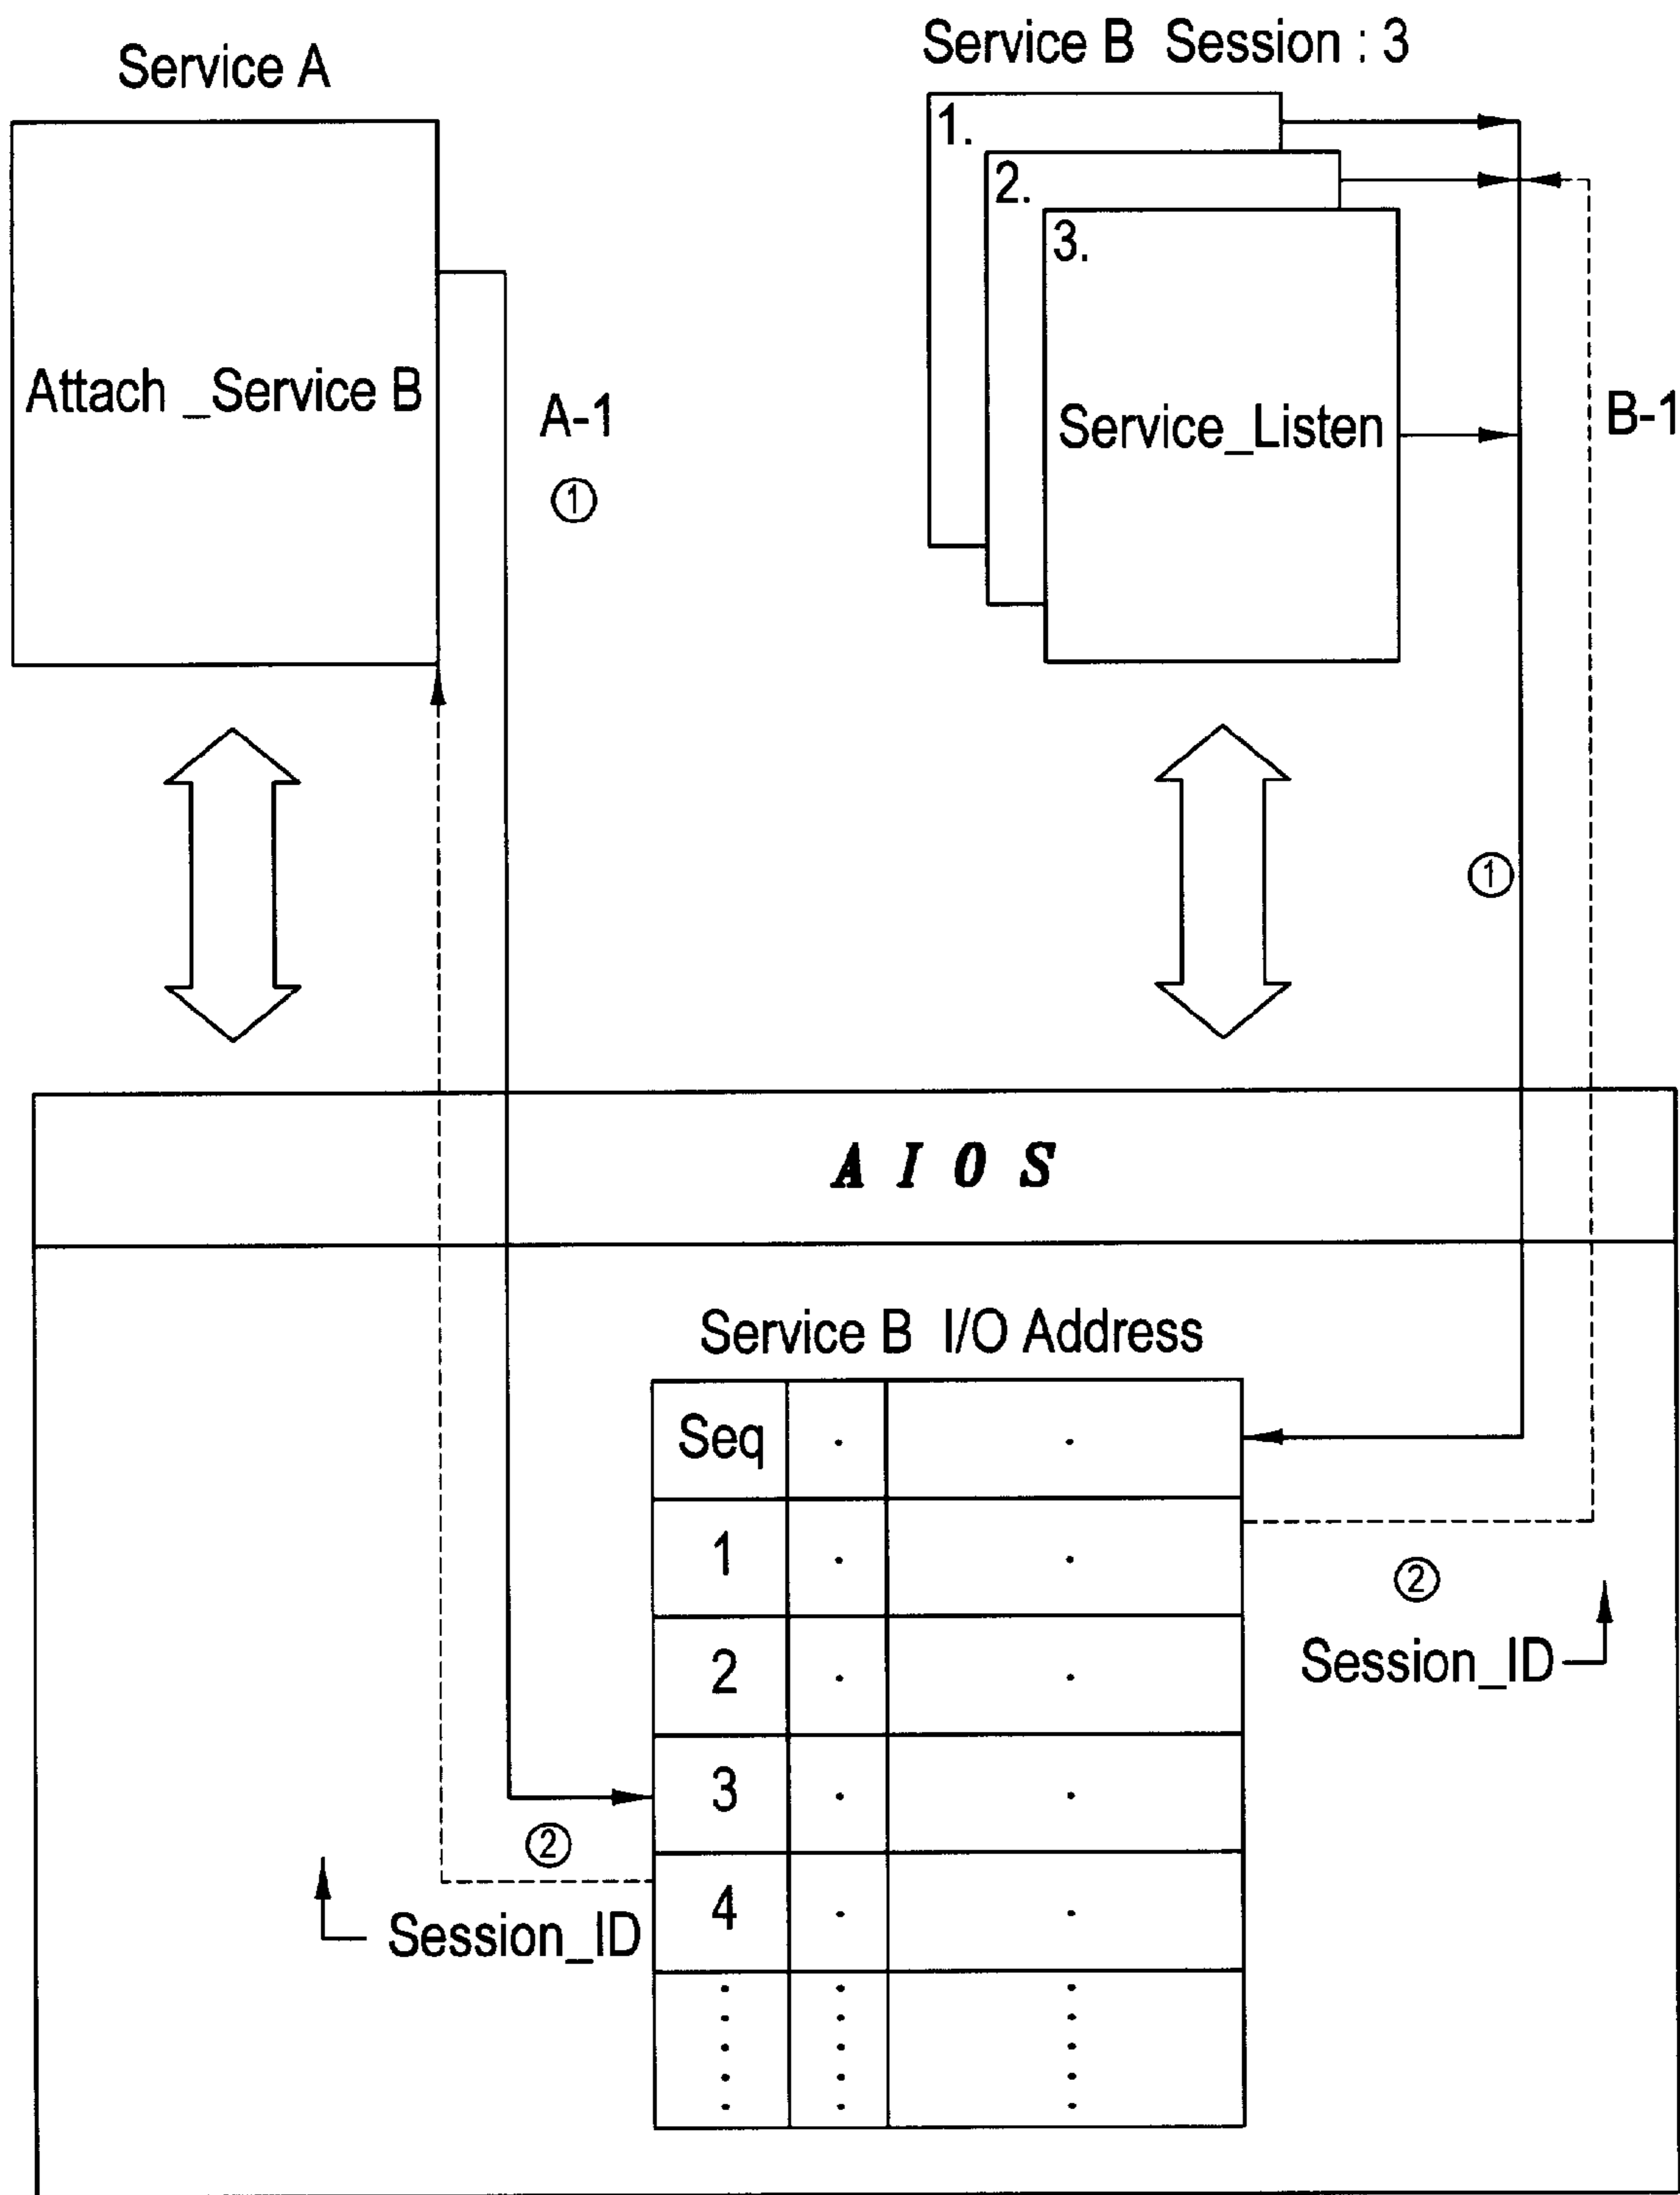 Service A
Service B Session : 3
1.
2.
3.
Attach _Service B
Service_Listen
A-1
①
B-1
①
A I O S
Service B I/O Address
Seq . .
1 . .
2 . .
3 . .
4 . .
②
Session_ID
②
Session_ID